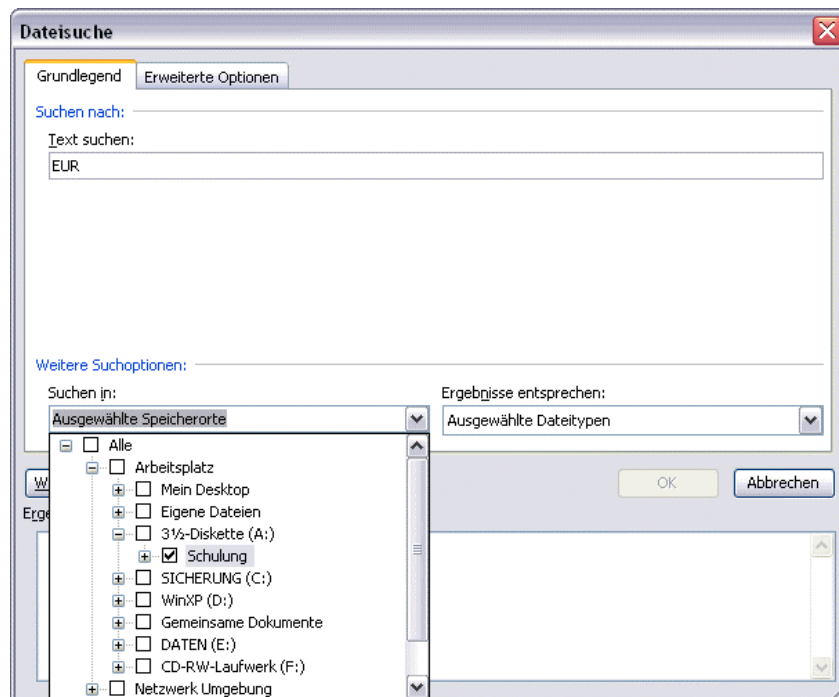 Dateisuche
Grundlegend Erweiterte Optionen
Suchen nach:
Text suchen:
EUR
Weitere Suchoptionen:
Suchen in: Ergebnisse entsprechen:
Ausgewählte Speicherorte Ausgewählte Dateitypen
Alle
Arbeitsplatz
W OK Abbrechen
Mein Desktop
Erge Eigene Dateien
3½-Diskette (A:)
Schulung
SICHERUNG (C:)
WinXP (D:)
Gemeinsame Dokumente
DATEN (E:)
CD-RW-Laufwerk (F:)
Netzwerk Umgebung